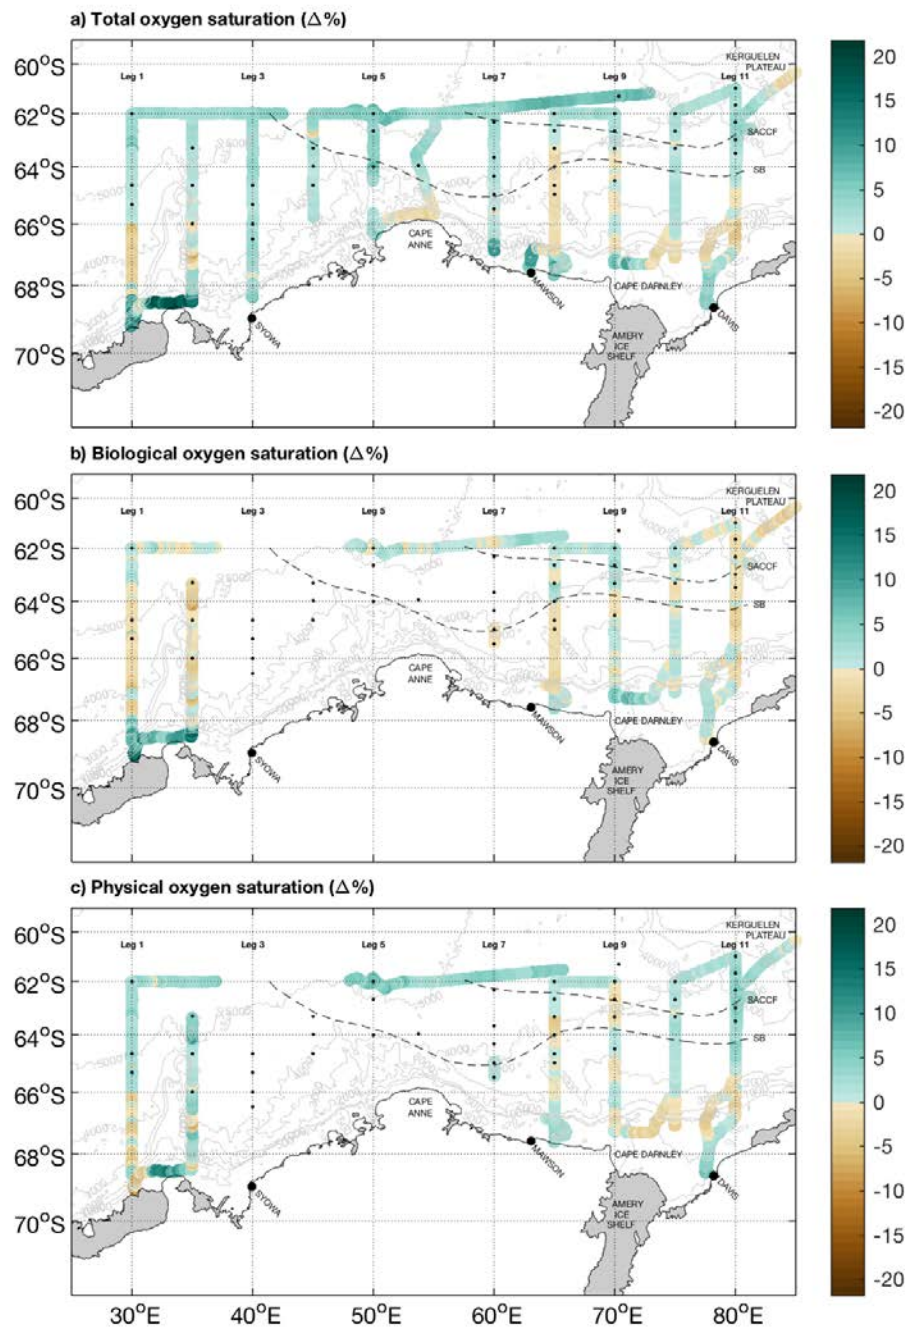 a) Total oxygen saturation (Δ%)
60°S
62°S
64°S
66°S
68°S
70°S
Leg 1
Leg 3
Leg 5
Leg 7
Leg 9
Leg 11
KERGUELEN
PLATEAU
SACCF
SB
CAPE
ANNE
SYOWA
MAWSON
CAPE DARNLEY
AMERY
ICE
SHELF
DAVIS
20
15
10
5
0
-5
-10
-15
-20
b) Biological oxygen saturation (Δ%)
60°S
62°S
64°S
66°S
68°S
70°S
Leg 1
Leg 3
Leg 5
Leg 7
Leg 9
Leg 11
KERGUELEN
PLATEAU
SACCF
SB
CAPE
ANNE
SYOWA
MAWSON
CAPE DARNLEY
AMERY
ICE
SHELF
DAVIS
20
15
10
5
0
-5
-10
-15
-20
c) Physical oxygen saturation (Δ%)
60°S
62°S
64°S
66°S
68°S
70°S
Leg 1
Leg 3
Leg 5
Leg 7
Leg 9
Leg 11
KERGUELEN
PLATEAU
SACCF
SB
CAPE
ANNE
SYOWA
MAWSON
CAPE DARNLEY
AMERY
ICE
SHELF
DAVIS
20
15
10
5
0
-5
-10
-15
-20
30°E
40°E
50°E
60°E
70°E
80°E